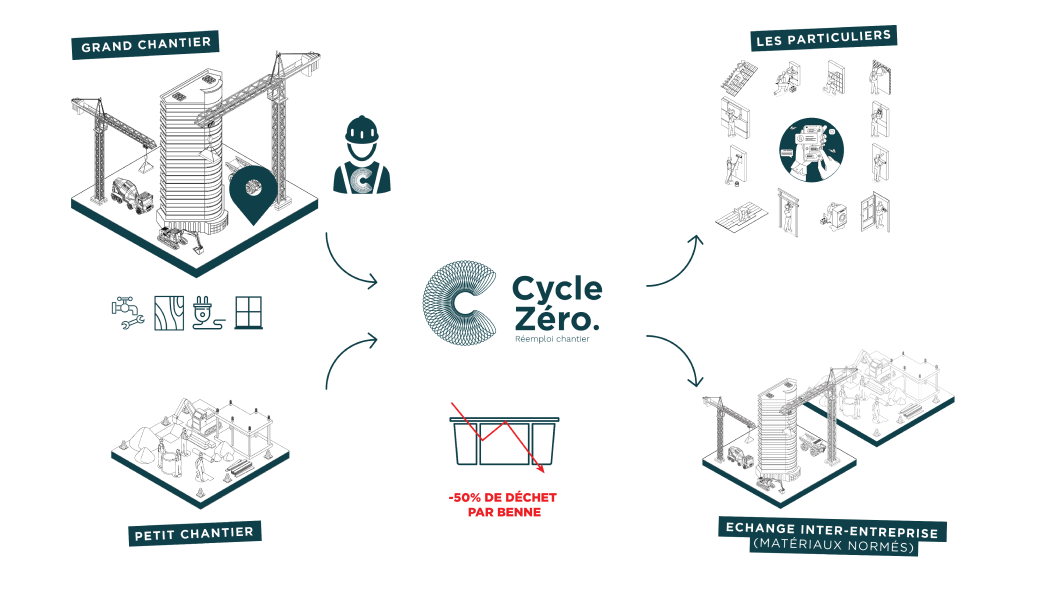 GRAND CHANTIER
LES PARTICULIERS
Cycle
Zéro.
Réemploi chantier
-50% DE DÉCHET
PAR BENNE
PETIT CHANTIER
ECHANGE INTER-ENTREPRISE
(MATÉRIAUX NORMÉS)